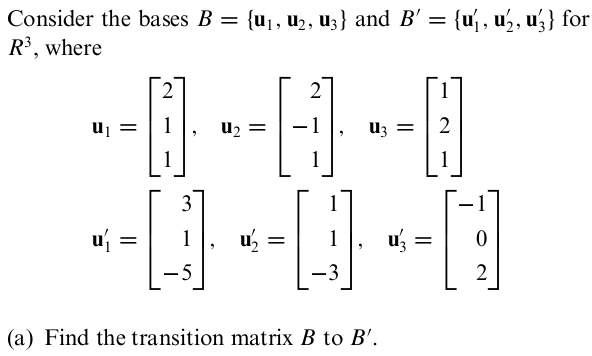 Consider the bases B = {u₁, u₂, u₃} and B′ = {u′₁, u′₂, u′₃} for
R³, where
u₁ = [2 1 1], u₂ = [2 −1 1], u₃ = [1 2 1]
u′₁ = [3 1 −5], u′₂ = [1 1 −3], u′₃ = [−1 0 2]
(a) Find the transition matrix B to B′.